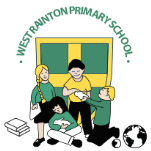 • WEST RAINTON PRIMARY SCHOOL •